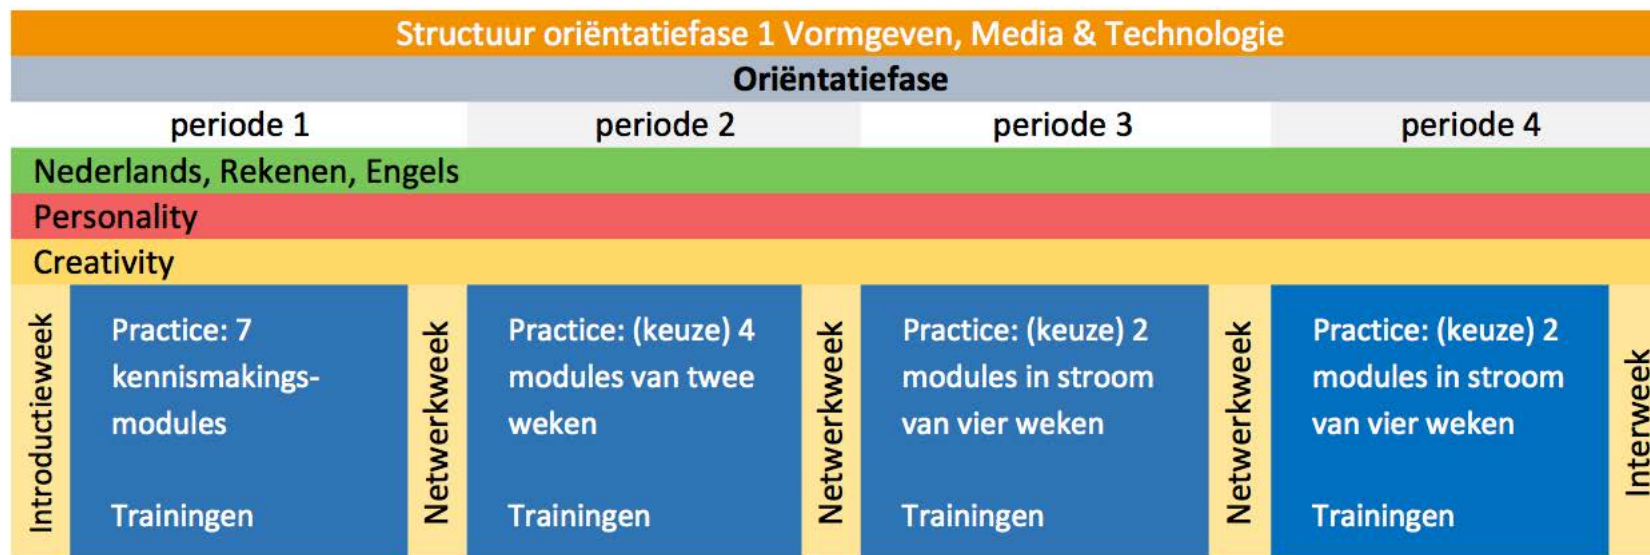 Structuur oriëntatiefase 1 Vormgeven, Media & Technologie
Oriëntatiefase
periode 1
periode 2
periode 3
periode 4
Nederlands, Rekenen, Engels
Personality
Creativity
Introductieweek
Practice: 7
kennismakings-
modules
Trainingen
Netwerkweek
Practice: (keuze) 4
modules van twee
weken
Trainingen
Netwerkweek
Practice: (keuze) 2
modules in stroom
van vier weken
Trainingen
Netwerkweek
Practice: (keuze) 2
modules in stroom
van vier weken
Trainingen
Interweek